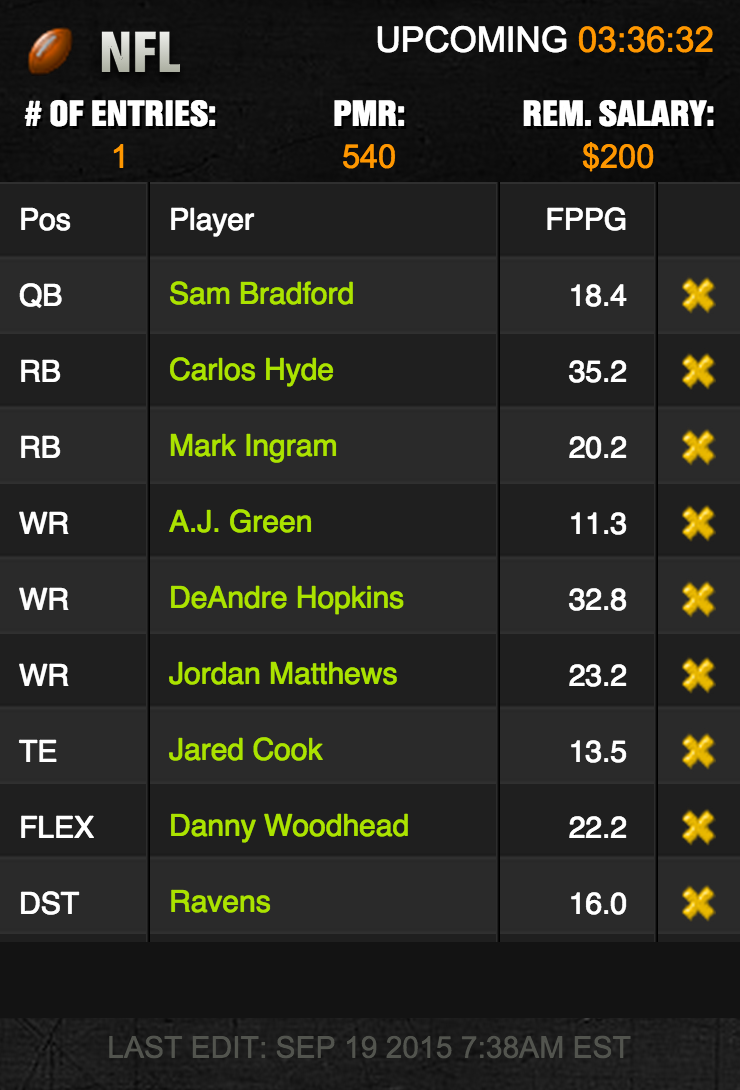 NFL UPCOMING 03:36:32
# OF ENTRIES: PMR: REM. SALARY:
1 540 $200
Pos Player FPPG
QB Sam Bradford 18.4
RB Carlos Hyde 35.2
RB Mark Ingram 20.2
WR A.J. Green 11.3
WR DeAndre Hopkins 32.8
WR Jordan Matthews 23.2
TE Jared Cook 13.5
FLEX Danny Woodhead 22.2
DST Ravens 16.0
LAST EDIT: SEP 19 2015 7:38AM EST